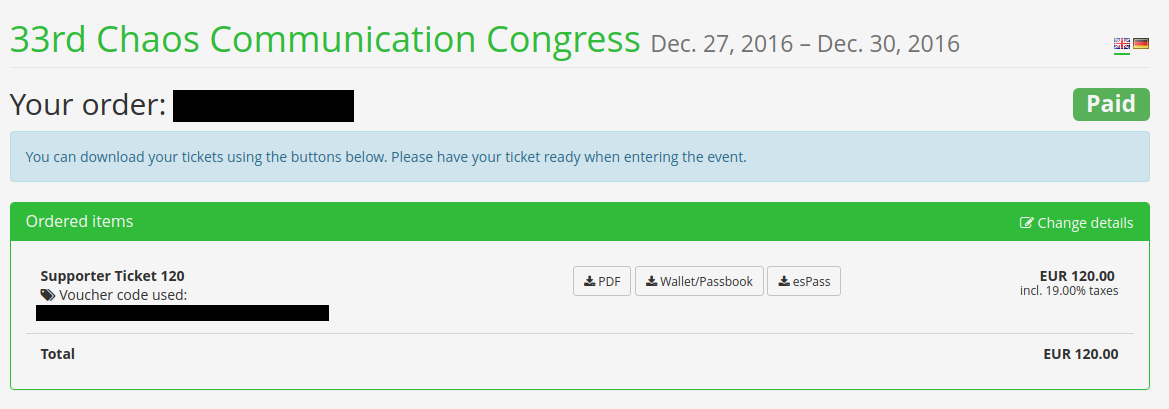 33rd Chaos Communication Congress Dec. 27, 2016 – Dec. 30, 2016
Your order:
Paid
You can download your tickets using the buttons below. Please have your ticket ready when entering the event.
Ordered items
Change details
Supporter Ticket 120
PDF
Wallet/Passbook
esPass
EUR 120.00
Voucher code used:
incl. 19.00% taxes
Total
EUR 120.00